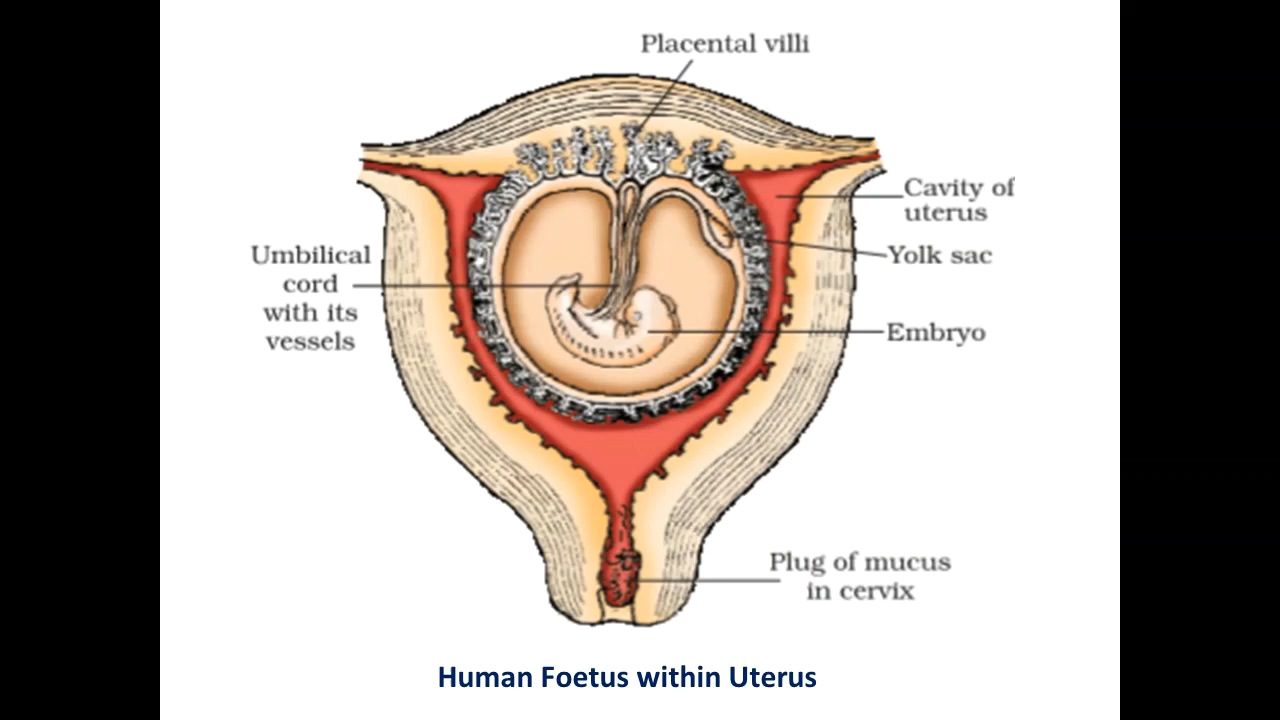 Placental villi
Cavity of
uterus
Yolk sac
Umbilical
cord
with its
vessels
Embryo
Plug of mucus
in cervix
Human Foetus within Uterus